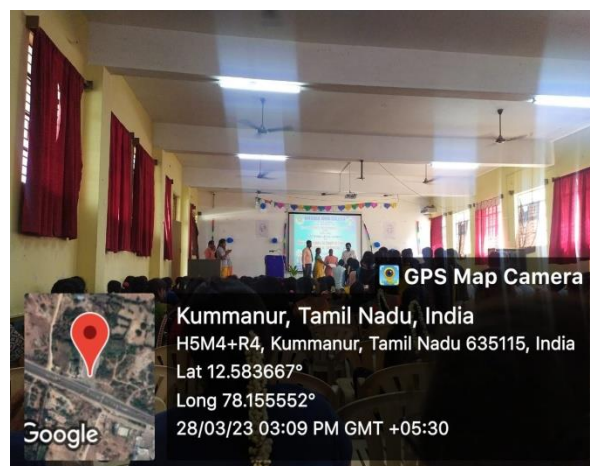 GPS Map Camera
Kummanur, Tamil Nadu, India
H5M4+R4, Kummanur, Tamil Nadu 635115, India
Lat 12.583667°
Long 78.155552°
28/03/23 03:09 PM GMT +05:30
Google